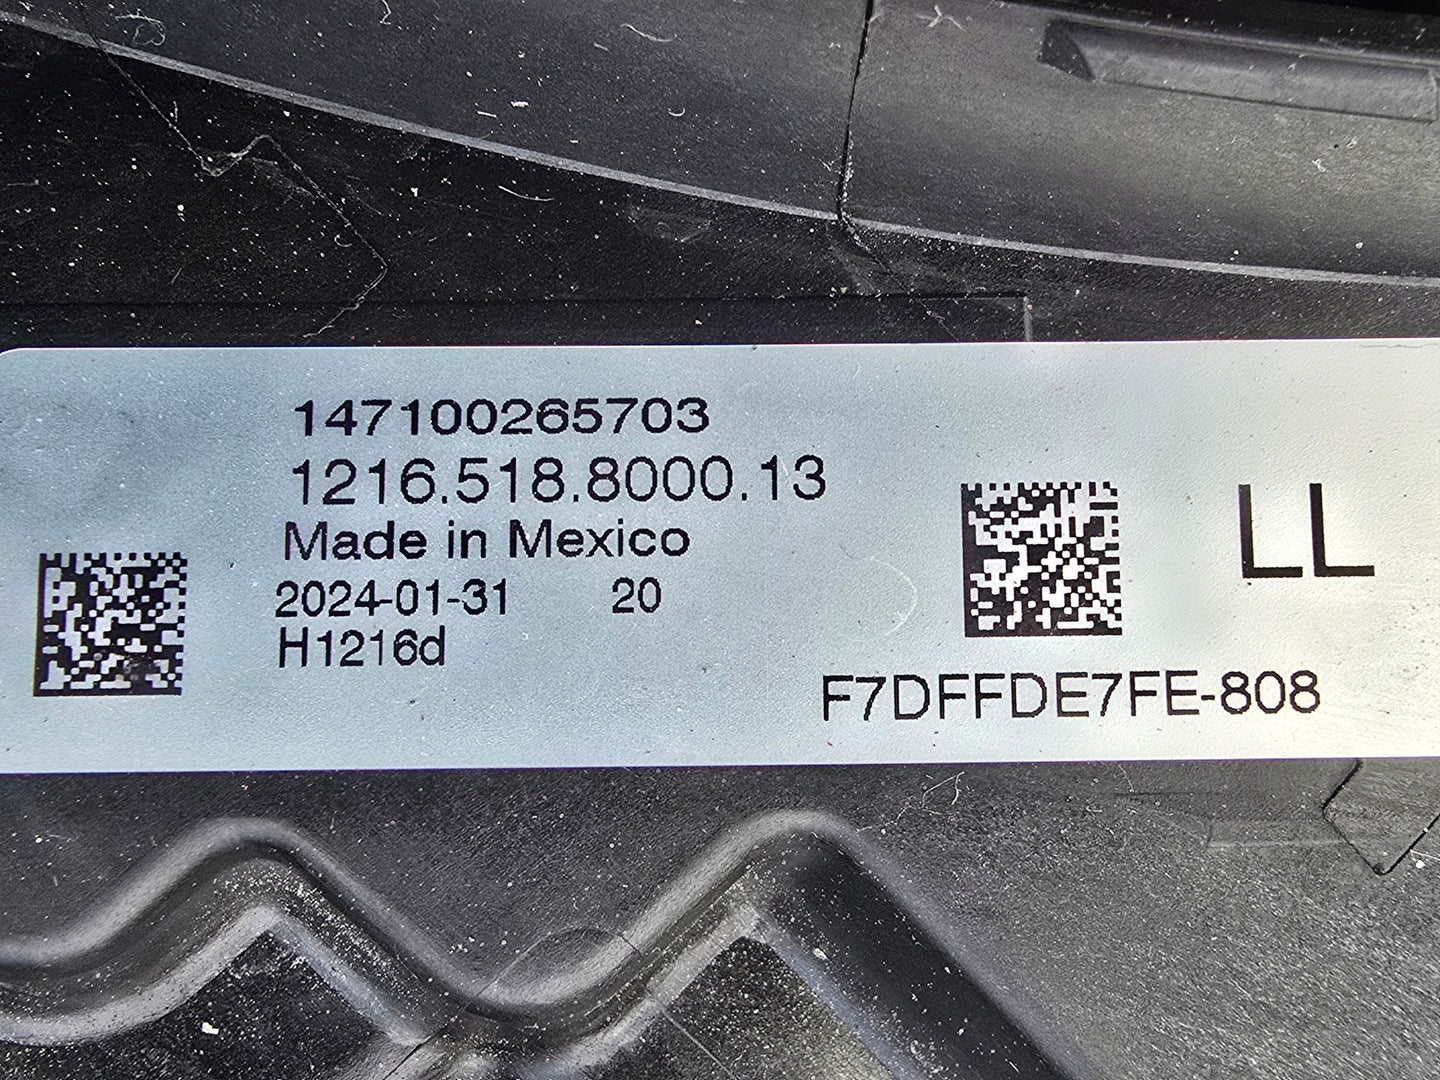 147100265703
1216.518.8000.13
Made in Mexico
2024-01-31 20
H1216d
LL
F7DFFDE7FE-808